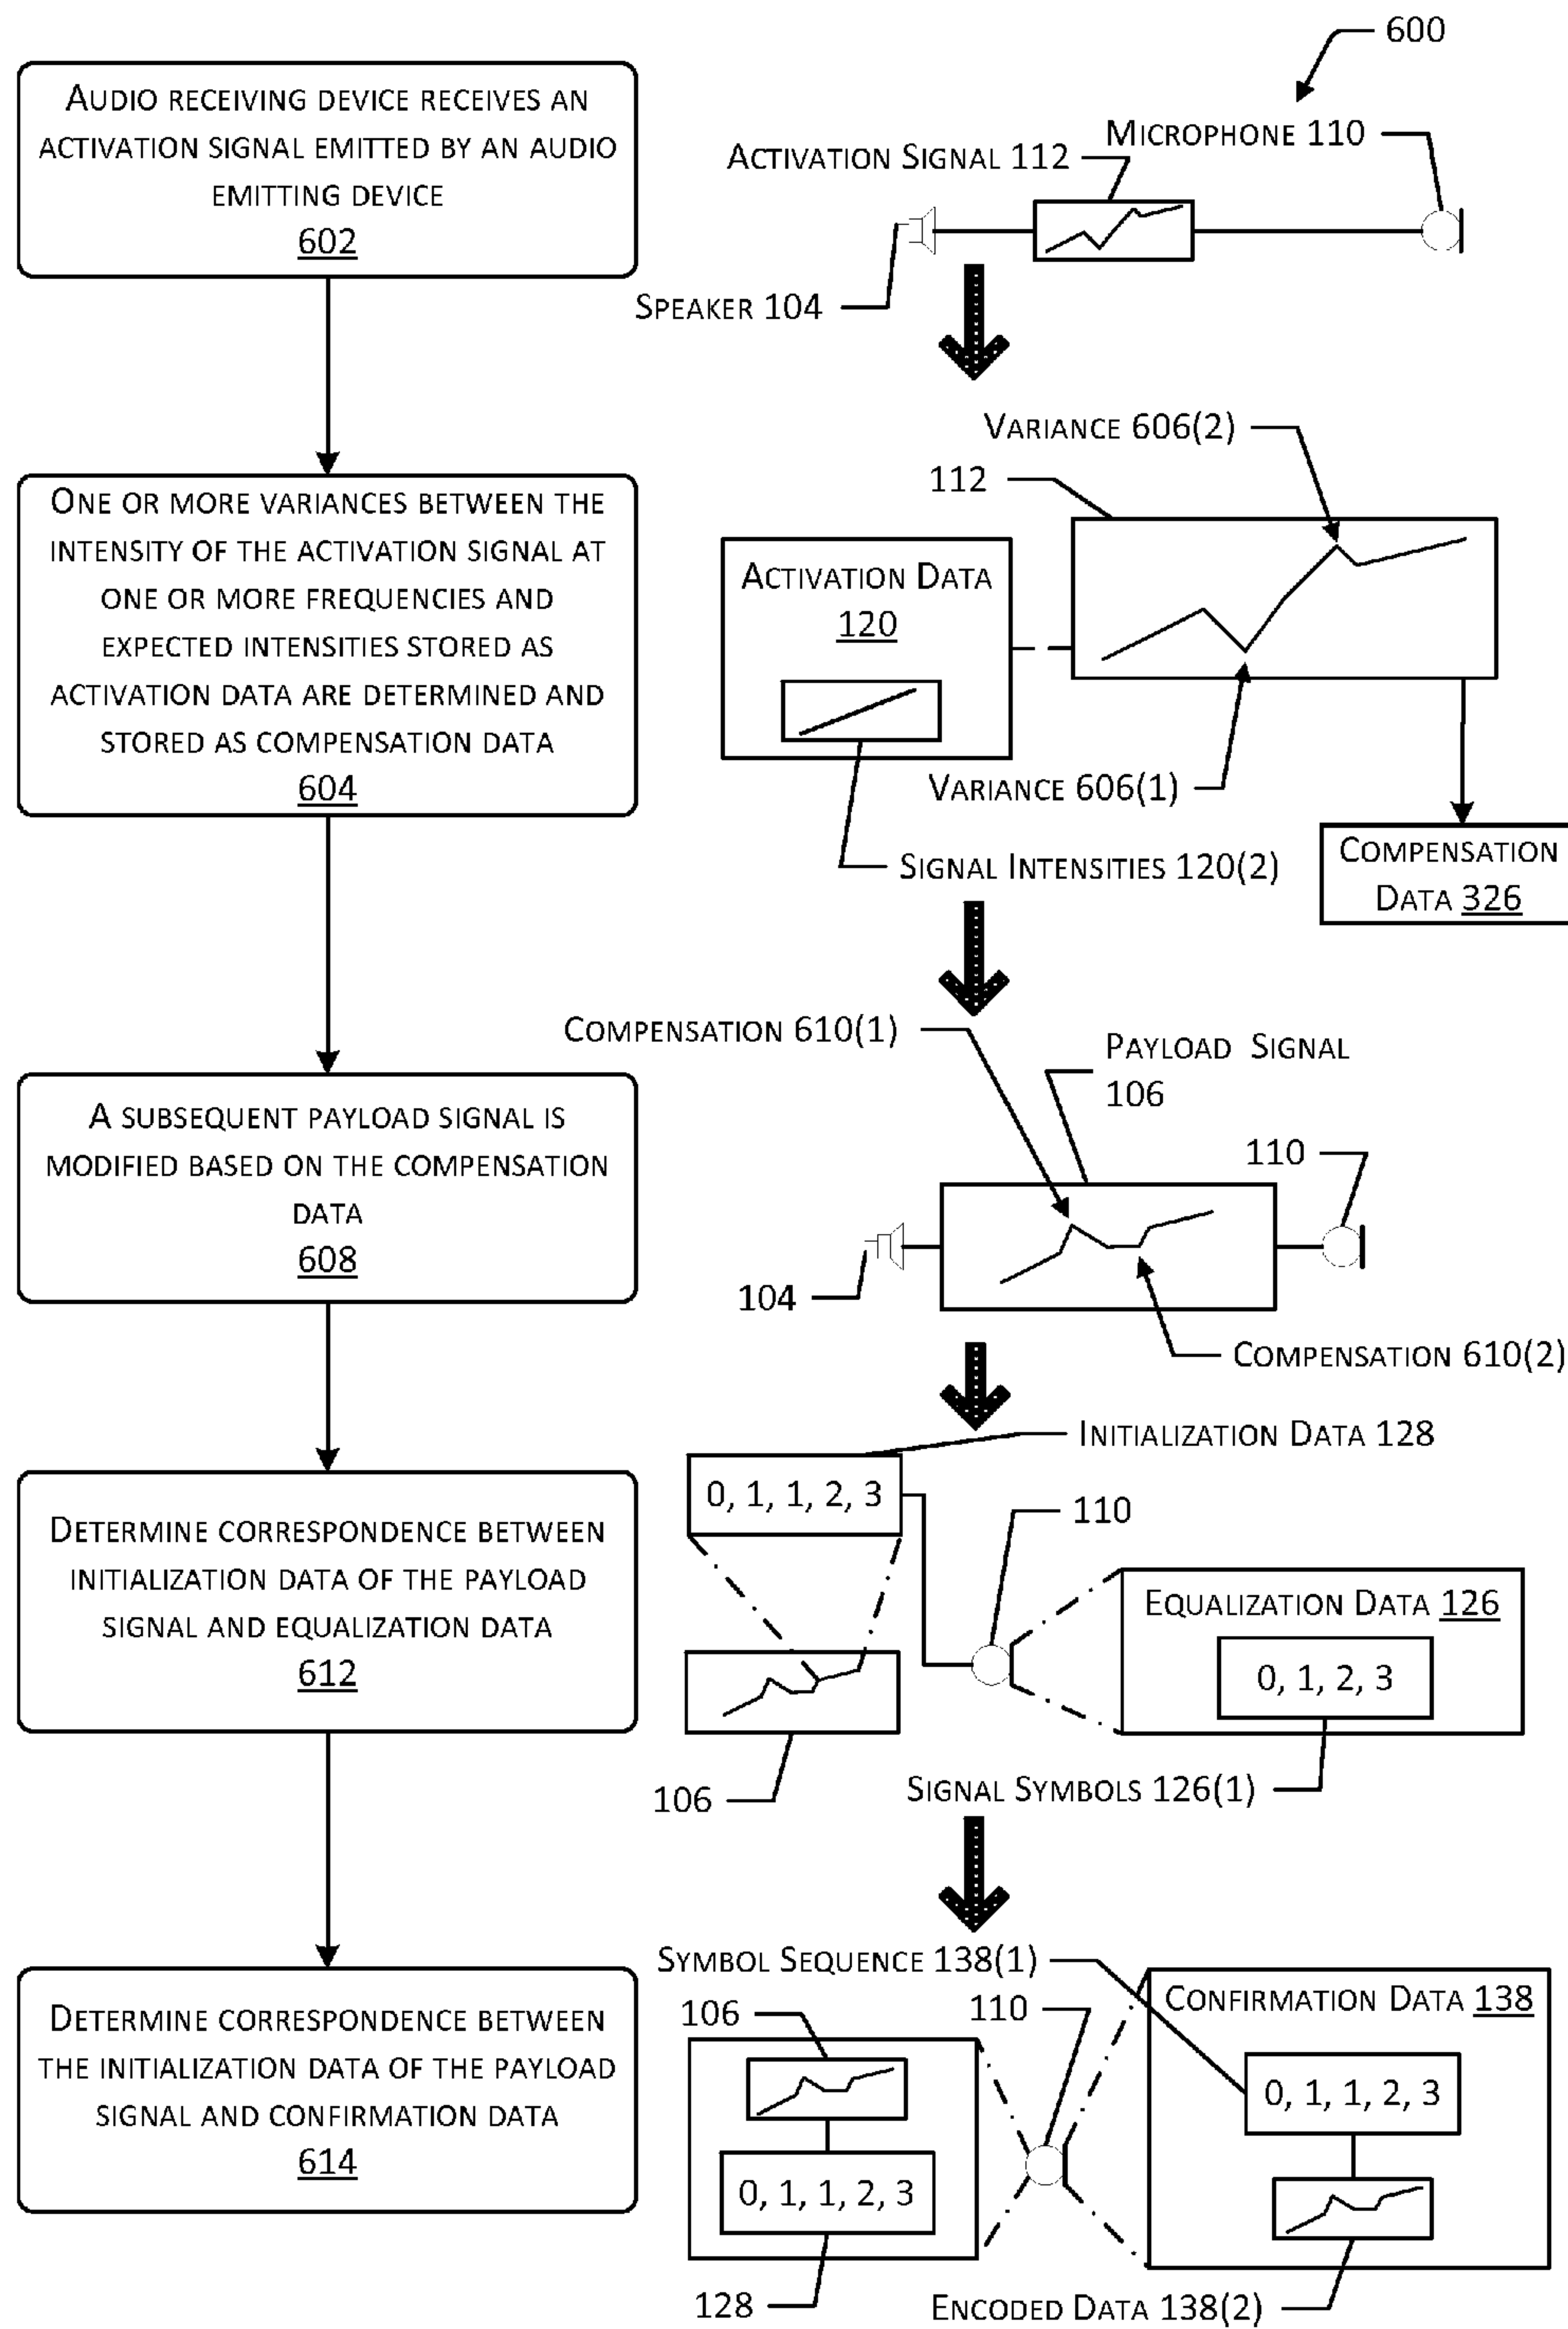 600
AUDIO RECEIVING DEVICE RECEIVES AN
ACTIVATION SIGNAL EMITTED BY AN AUDIO
EMITTING DEVICE
602
MICROPHONE 110
ACTIVATION SIGNAL 112
SPEAKER 104
ONE OR MORE VARIANCES BETWEEN THE
INTENSITY OF THE ACTIVATION SIGNAL AT
ONE OR MORE FREQUENCIES AND
EXPECTED INTENSITIES STORED AS
ACTIVATION DATA ARE DETERMINED AND
STORED AS COMPENSATION DATA
604
VARIANCE 606(2)
112
ACTIVATION DATA
120
VARIANCE 606(1)
SIGNAL INTENSITIES 120(2)
COMPENSATION
DATA 326
A SUBSEQUENT PAYLOAD SIGNAL IS
MODIFIED BASED ON THE COMPENSATION
DATA
608
COMPENSATION 610(1)
PAYLOAD SIGNAL
106
110
104
COMPENSATION 610(2)
DETERMINE CORRESPONDENCE BETWEEN
INITIALIZATION DATA OF THE PAYLOAD
SIGNAL AND EQUALIZATION DATA
612
INITIALIZATION DATA 128
0, 1, 1, 2, 3
110
EQUALIZATION DATA 126
0, 1, 2, 3
106
SIGNAL SYMBOLS 126(1)
DETERMINE CORRESPONDENCE BETWEEN
THE INITIALIZATION DATA OF THE PAYLOAD
SIGNAL AND CONFIRMATION DATA
614
SYMBOL SEQUENCE 138(1)
106
110
CONFIRMATION DATA 138
0, 1, 1, 2, 3
0, 1, 1, 2, 3
128
ENCODED DATA 138(2)